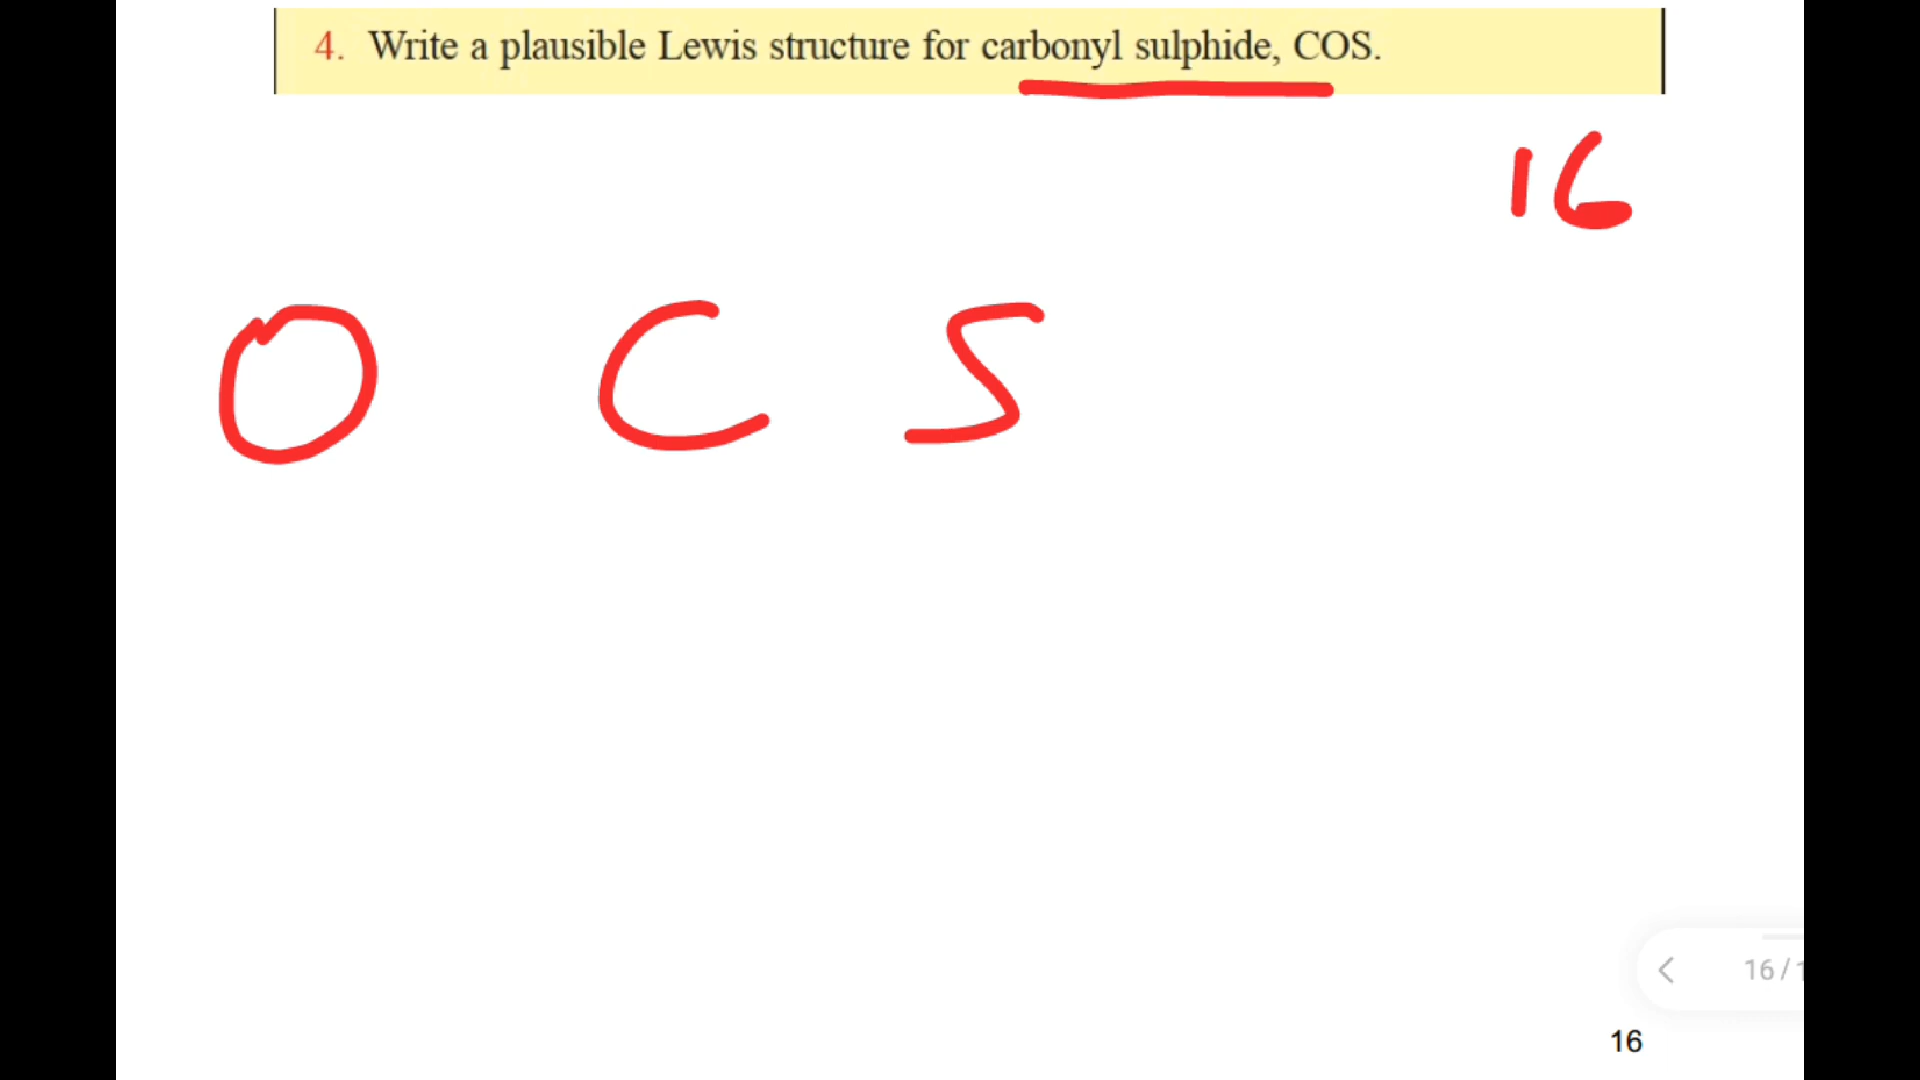 4. Write a plausible Lewis structure for carbonyl sulphide, COS.
16
O C S
16 / 1
16